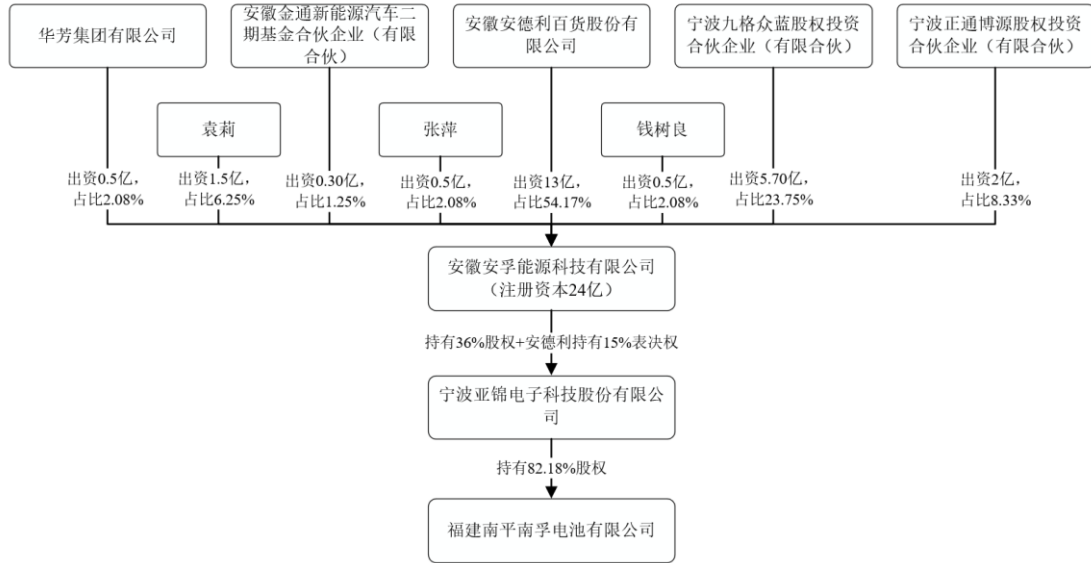 华芳集团有限公司
安徽金通新能源汽车二
期基金合伙企业（有限
合伙）
安徽安德利百货股份有
限公司
宁波九格众蓝股权投资
合伙企业（有限合伙）
宁波正通博源股权投资
合伙企业（有限合伙）
袁莉
张萍
钱树良
出资0.5亿，
占比2.08%
出资1.5亿，
占比6.25%
出资0.30亿，
占比1.25%
出资0.5亿，
占比2.08%
出资13亿，
占比54.17%
出资0.5亿，
占比2.08%
出资5.70亿，
占比23.75%
出资2亿，
占比8.33%
安徽安孚能源科技有限公司
（注册资本24亿）
持有36%股权+安德利持有15%表决权
宁波亚锦电子科技股份有限公
司
持有82.18%股权
福建南平南孚电池有限公司